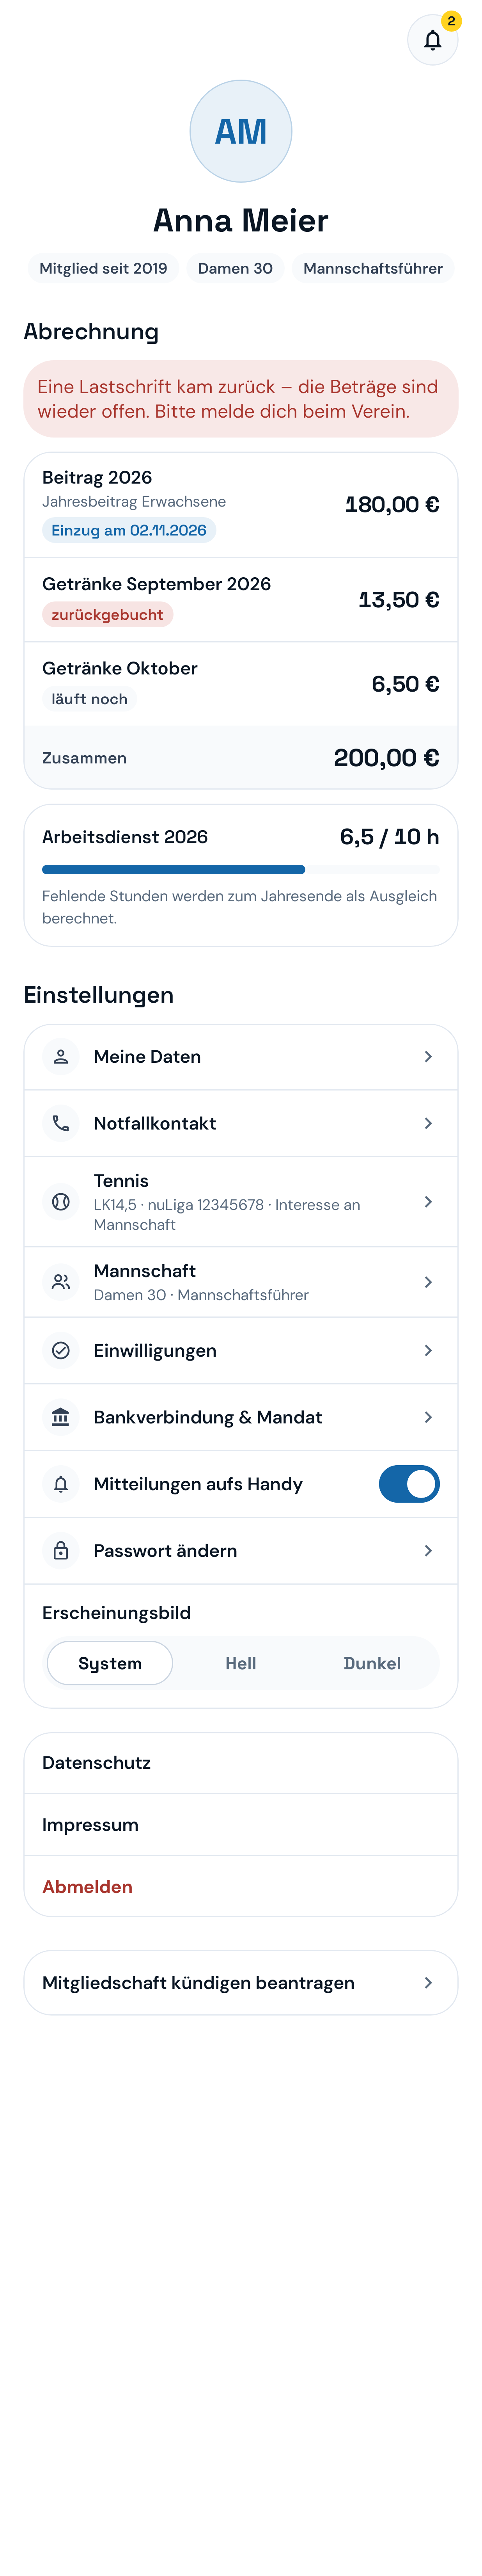 2
AM
Anna Meier
Mitglied seit 2019 Damen 30 Mannschaftsführer
Abrechnung
Eine Lastschrift kam zurück – die Beträge sind
wieder offen. Bitte melde dich beim Verein.
Beitrag 2026
Jahresbeitrag Erwachsene
180,00 €
Einzug am 02.11.2026
Getränke September 2026
13,50 €
zurückgebucht
Getränke Oktober
6,50 €
läuft noch
Zusammen 200,00 €
Arbeitsdienst 2026 6,5 / 10 h
Fehlende Stunden werden zum Jahresende als Ausgleich
berechnet.
Einstellungen
Meine Daten
Notfallkontakt
Tennis
LK14,5 · nuLiga 12345678 · Interesse an
Mannschaft
Mannschaft
Damen 30 · Mannschaftsführer
Einwilligungen
Bankverbindung & Mandat
Mitteilungen aufs Handy
Passwort ändern
Erscheinungsbild
System Hell Dunkel
Datenschutz
Impressum
Abmelden
Mitgliedschaft kündigen beantragen